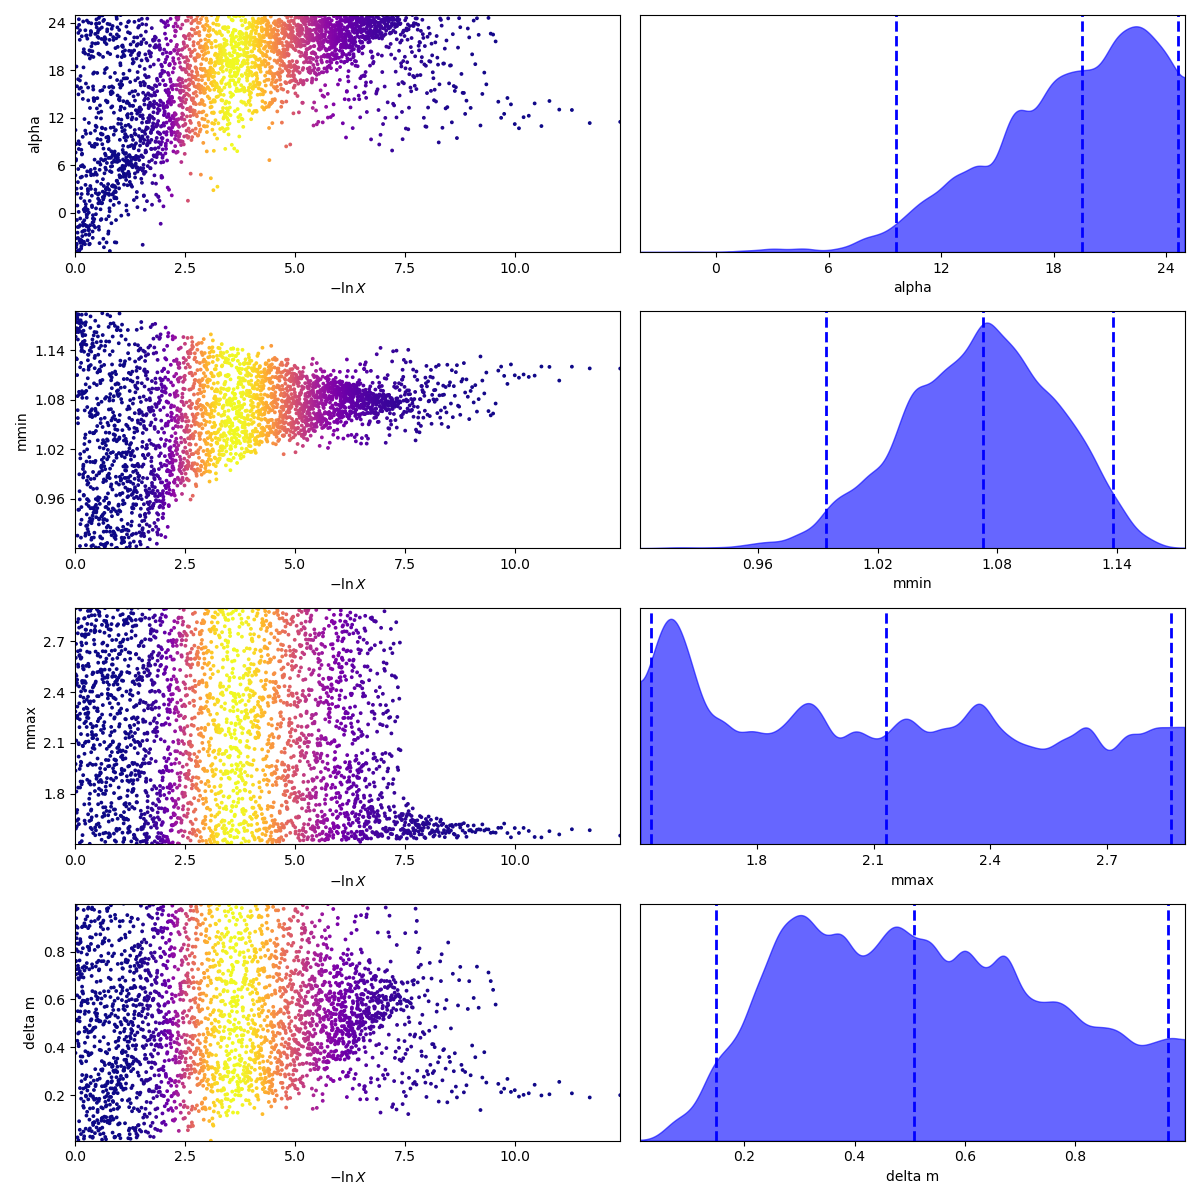 24
18
12
6
0
alpha
0.0 2.5 5.0 7.5 10.0
−ln X
0 6 12 18 24
alpha
1.14
1.08
1.02
0.96
mmin
0.0 2.5 5.0 7.5 10.0
−ln X
0.96 1.02 1.08 1.14
mmin
2.7
2.4
2.1
1.8
mmax
0.0 2.5 5.0 7.5 10.0
−ln X
1.8 2.1 2.4 2.7
mmax
0.8
0.6
0.4
0.2
delta m
0.0 2.5 5.0 7.5 10.0
−ln X
0.2 0.4 0.6 0.8
delta m